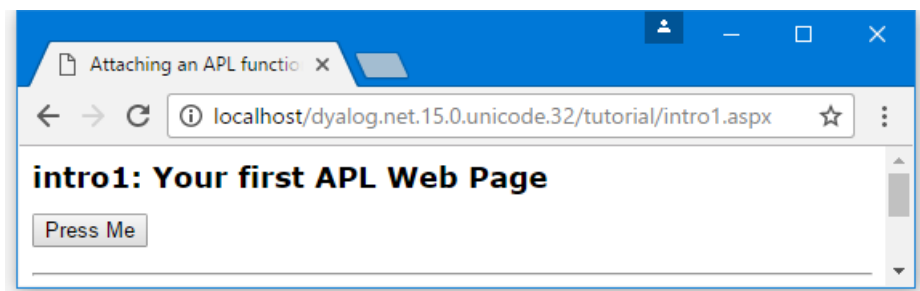 Attaching an APL functio
localhost/dyalog.net.15.0.unicode.32/tutorial/intro1.aspx
intro1: Your first APL Web Page
Press Me